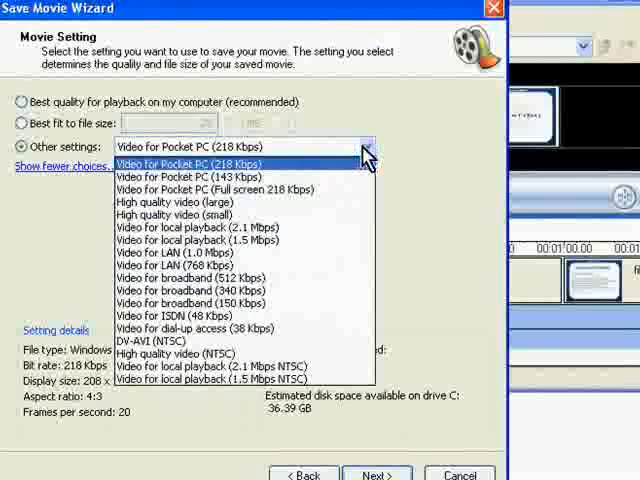 Save Movie Wizard
Movie Setting
Select the setting you want to use to save your movie. The setting you select
determines the quality and file size of your saved movie.
Best quality for playback on my computer (recommended)
Best fit to file size:
Other settings:
Video for Pocket PC (218 Kbps)
Show fewer choices..
Video for Pocket PC (218 Kbps)
Video for Pocket PC (143 Kbps)
Video for Pocket PC (Full screen 218 Kbps)
High quality video (large)
High quality video (small)
Video for local playback (2.1 Mbps)
Video for local playback (1.5 Mbps)
Video for LAN (1.0 Mbps)
Video for LAN (768 Kbps)
Video for broadband (512 Kbps)
Video for broadband (340 Kbps)
Video for broadband (150 Kbps)
Video for ISDN (48 Kbps)
Video for dial-up access (38 Kbps)
DV-AVI (NTSC)
High quality video (NTSC)
Video for local playback (2.1 Mbps NTSC)
Video for local playback (1.5 Mbps NTSC)
Setting details
File type: Windows
Bit rate: 218 Kbps
Display size: 208 x
Aspect ratio: 4:3
Frames per second: 20
Estimated disk space available on drive C:
36.39 GB
< Back
Next >
Cancel
00:01:00.00
00:01